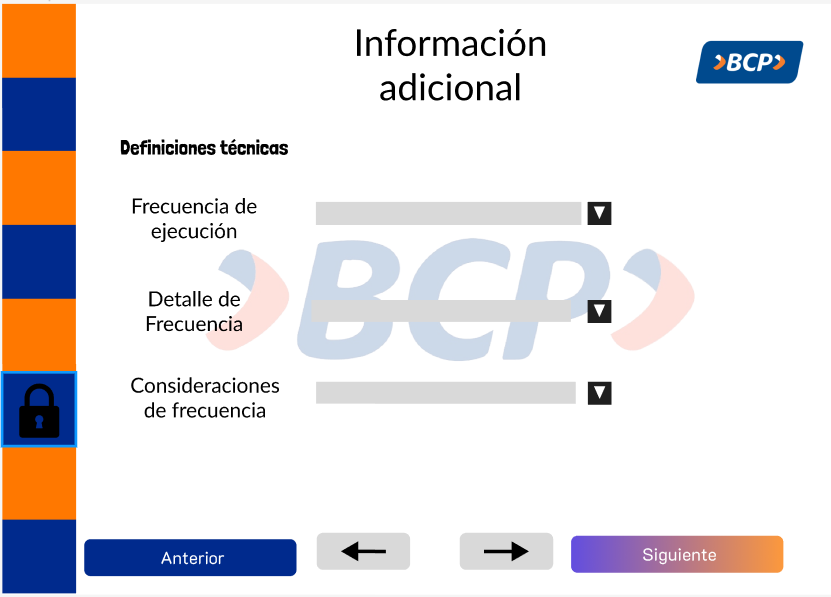 Información
adicional
BCP
Definiciones técnicas
Frecuencia de
ejecución
BCP
Detalle de
Frecuencia
Consideraciones
de frecuencia
Anterior
Siguiente